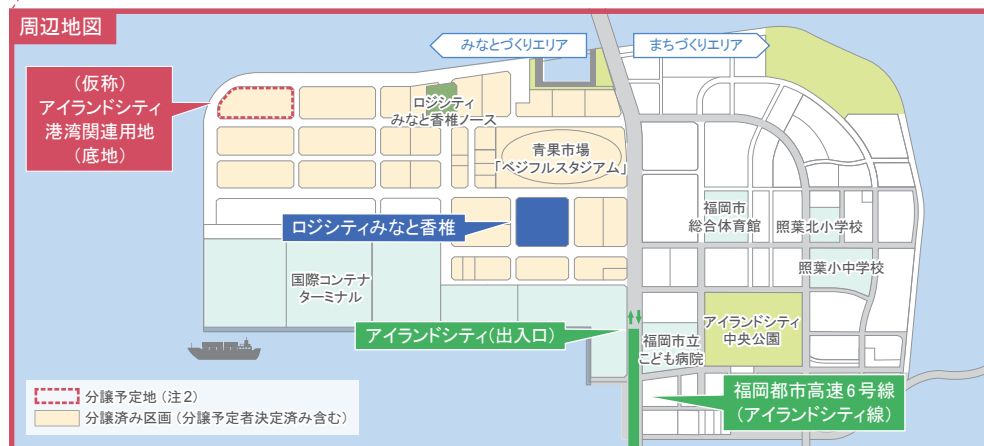 周辺地図
みなとづくりエリア
まちづくりエリア
(仮称)
アイランドシティ
港湾関連用地
(底地)
ロジシティ
みなと香椎ノース
青果市場
「ベジフルスタジアム」
ロジシティみなと香椎
福岡市
総合体育館
照葉北小学校
照葉小中学校
国際コンテナ
ターミナル
アイランドシティ(出入口)
福岡市立
こども病院
アイランドシティ
中央公園
福岡都市高速6号線
(アイランドシティ線)
分譲予定地(注2)
分譲済み区画(分譲予定者決定済み含む)